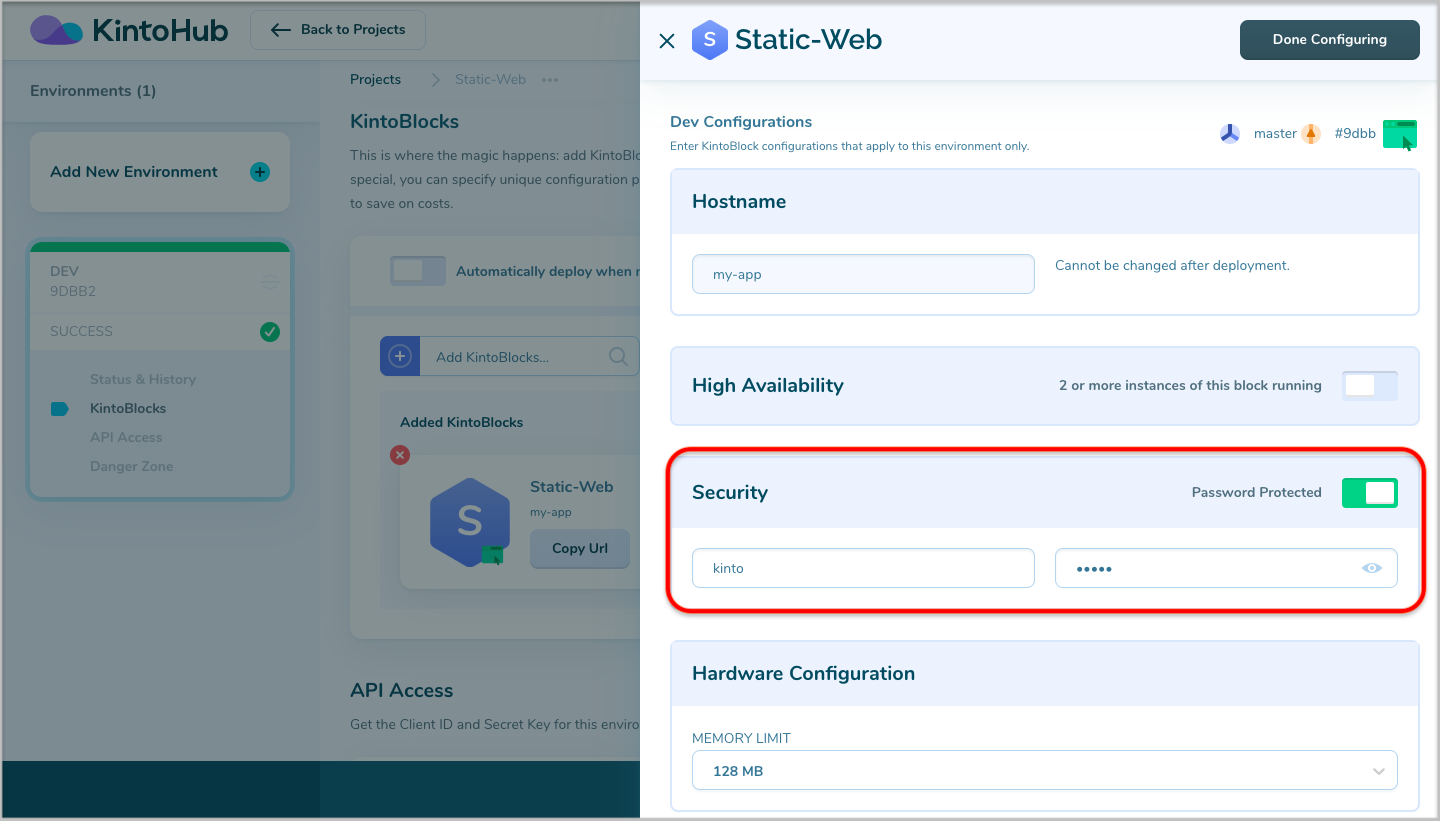 KintoHub
Back to Projects
Environments (1)
Add New Environment
DEV
9DBB2
SUCCESS
Status & History
KintoBlocks
API Access
Danger Zone
Projects
Static-Web
KintoBlocks
This is where the magic happens: add KintoBlo
special, you can specify unique configuration p
to save on costs.
Automatically deploy when
Add KintoBlocks...
Added KintoBlocks
S
Static-Web
my-app
Copy Url
API Access
Get the Client ID and Secret Key for this enviro
S
Static-Web
Done Configuring
Dev Configurations
Enter KintoBlock configurations that apply to this environment only.
master
#9dbb
Hostname
my-app
Cannot be changed after deployment.
High Availability
2 or more instances of this block running
Security
Password Protected
kinto
•••••
Hardware Configuration
MEMORY LIMIT
128 MB